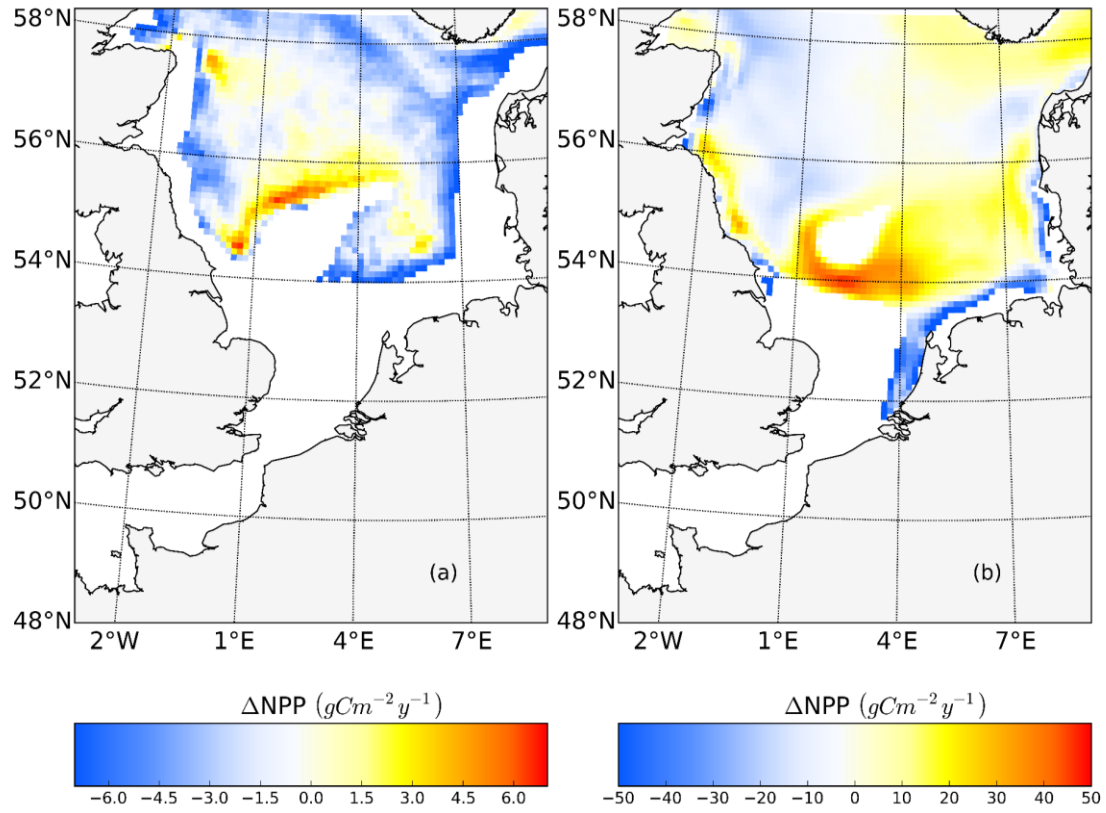 58°N
56°N
54°N
52°N
50°N
48°N
2°W 1°E 4°E 7°E
(a)
ΔNPP (gCm⁻²y⁻¹)
−6.0 −4.5 −3.0 −1.5 0.0 1.5 3.0 4.5 6.0
58°N
56°N
54°N
52°N
50°N
48°N
2°W 1°E 4°E 7°E
(b)
ΔNPP (gCm⁻²y⁻¹)
−50 −40 −30 −20 −10 0 10 20 30 40 50